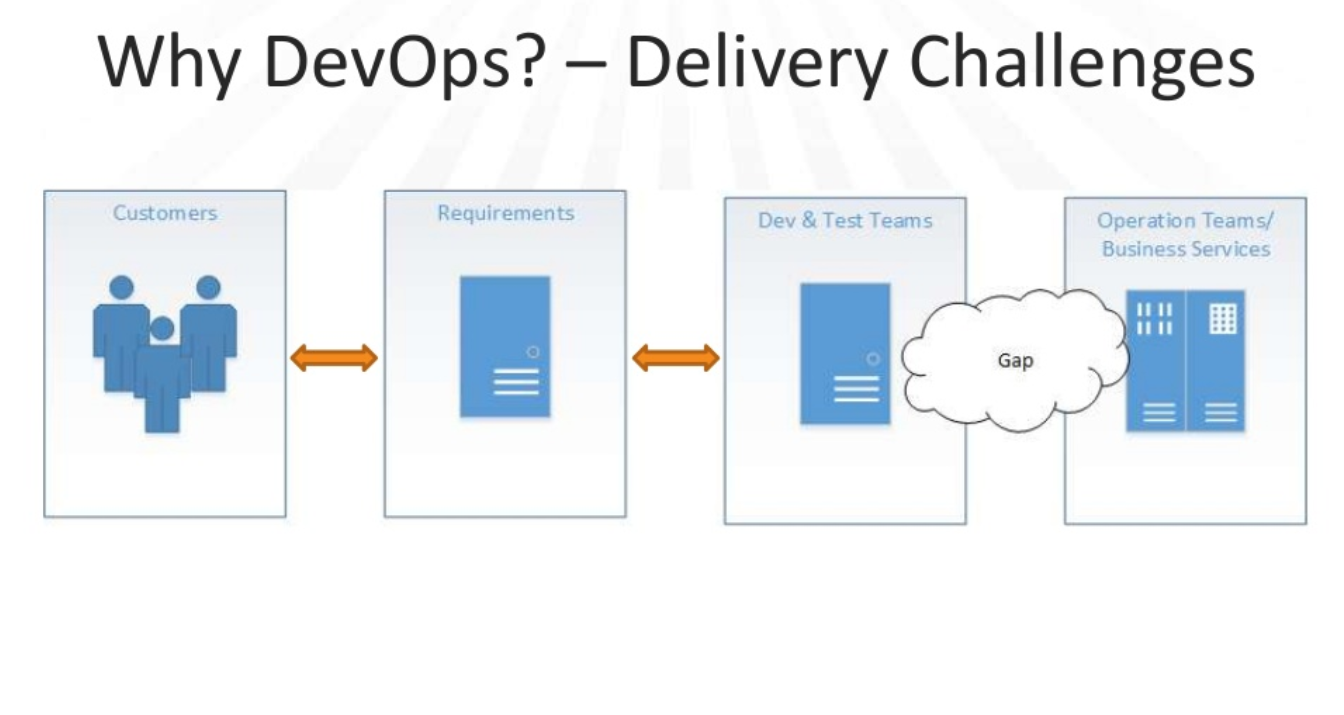 Why DevOps? – Delivery Challenges
Customers
Requirements
Dev & Test Teams
Operation Teams/
Business Services
Gap